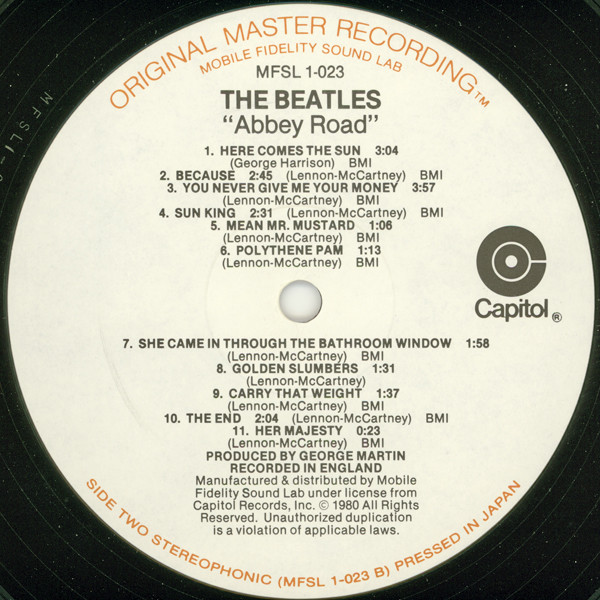 ORIGINAL MASTER RECORDING™
MOBILE FIDELITY SOUND LAB
MFSL 1-023
THE BEATLES
"Abbey Road"
1. HERE COMES THE SUN 3:04
(George Harrison) BMI
2. BECAUSE 2:45 (Lennon-McCartney) BMI
3. YOU NEVER GIVE ME YOUR MONEY 3:57
(Lennon-McCartney) BMI
4. SUN KING 2:31 (Lennon-McCartney) BMI
5. MEAN MR. MUSTARD 1:06
(Lennon-McCartney) BMI
6. POLYTHENE PAM 1:13
(Lennon-McCartney) BMI
Capitol®
7. SHE CAME IN THROUGH THE BATHROOM WINDOW 1:58
(Lennon-McCartney) BMI
8. GOLDEN SLUMBERS 1:31
(Lennon-McCartney) BMI
9. CARRY THAT WEIGHT 1:37
(Lennon-McCartney) BMI
10. THE END 2:04 (Lennon-McCartney) BMI
11. HER MAJESTY 0:23
(Lennon-McCartney) BMI
PRODUCED BY GEORGE MARTIN
RECORDED IN ENGLAND
Manufactured & distributed by Mobile
Fidelity Sound Lab under license from
Capitol Records, Inc. © 1980 All Rights
Reserved. Unauthorized duplication
is a violation of applicable laws.
SIDE TWO STEREOPHONIC (MFSL 1-023 B) PRESSED IN JAPAN